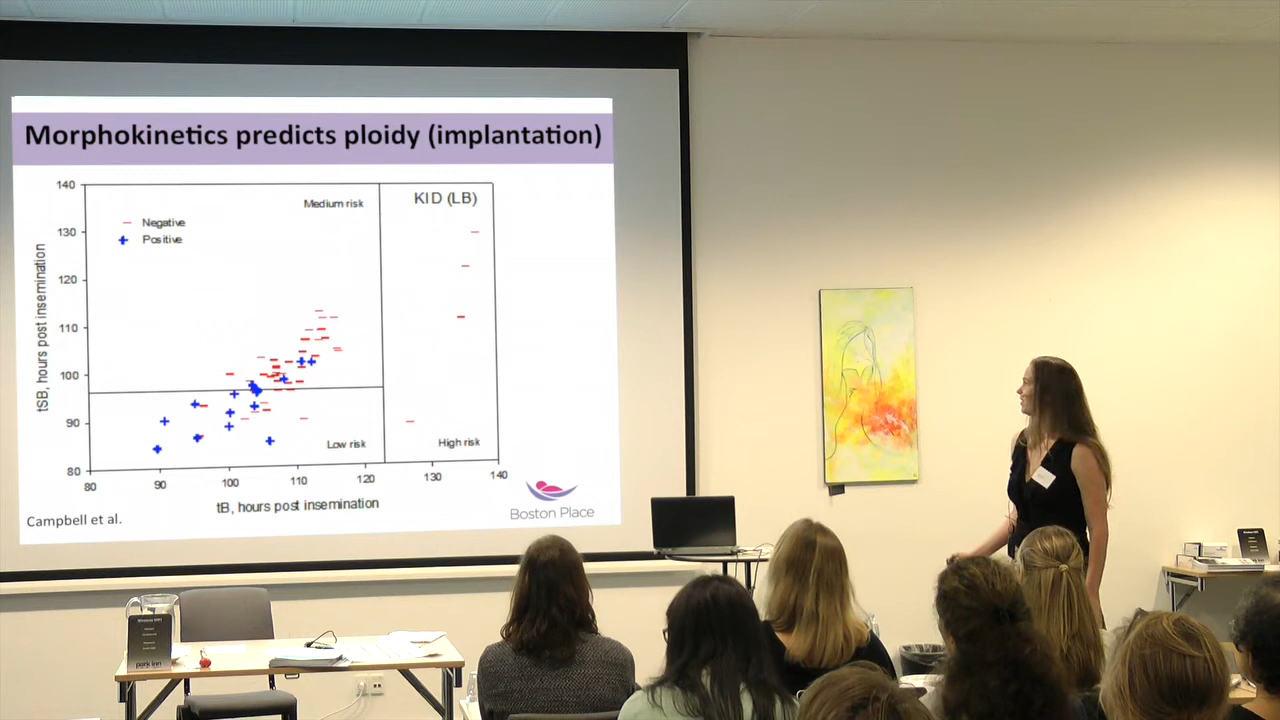 Morphokinetics predicts ploidy (implantation)
140
130
120
110
100
90
80
tSB, hours post insemination
Medium risk
KID (LB)
Negative
Positive
Low risk
High risk
80
90
100
110
120
130
140
tB, hours post insemination
Campbell et al.
Boston Place
park inn